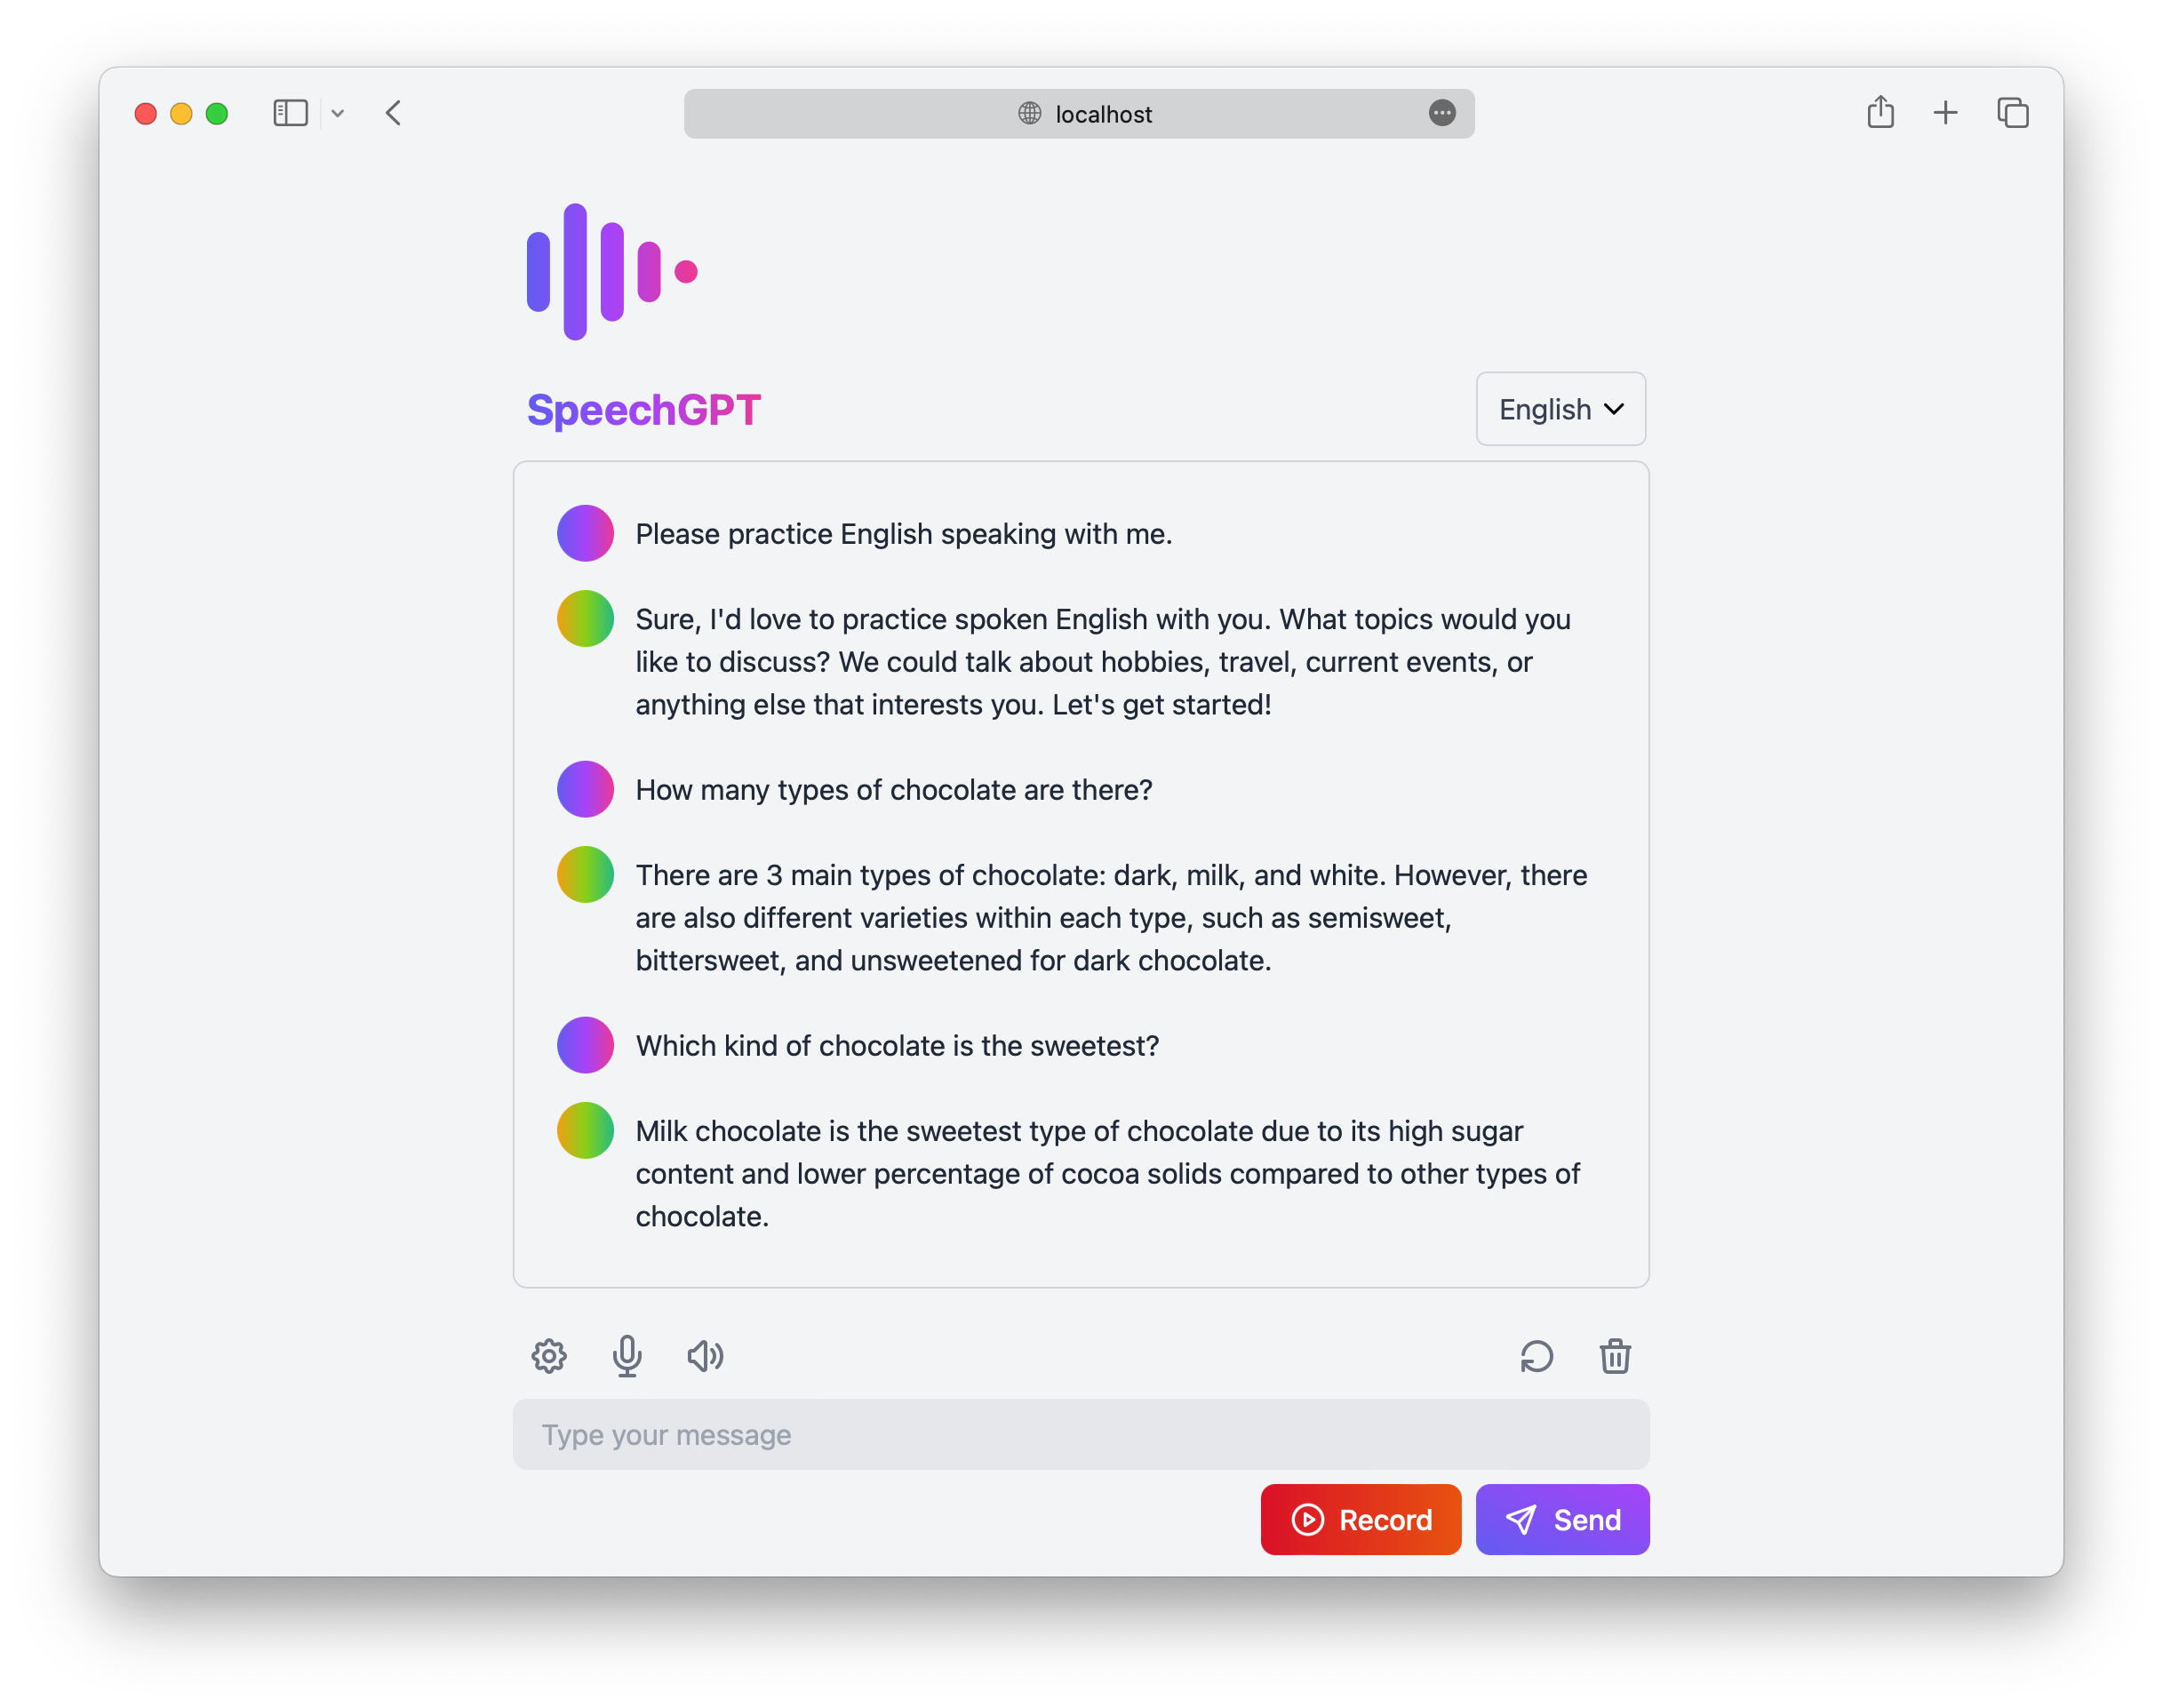 localhost
SpeechGPT
English
Please practice English speaking with me.
Sure, I'd love to practice spoken English with you. What topics would you
like to discuss? We could talk about hobbies, travel, current events, or
anything else that interests you. Let's get started!
How many types of chocolate are there?
There are 3 main types of chocolate: dark, milk, and white. However, there
are also different varieties within each type, such as semisweet,
bittersweet, and unsweetened for dark chocolate.
Which kind of chocolate is the sweetest?
Milk chocolate is the sweetest type of chocolate due to its high sugar
content and lower percentage of cocoa solids compared to other types of
chocolate.
Type your message
Record
Send